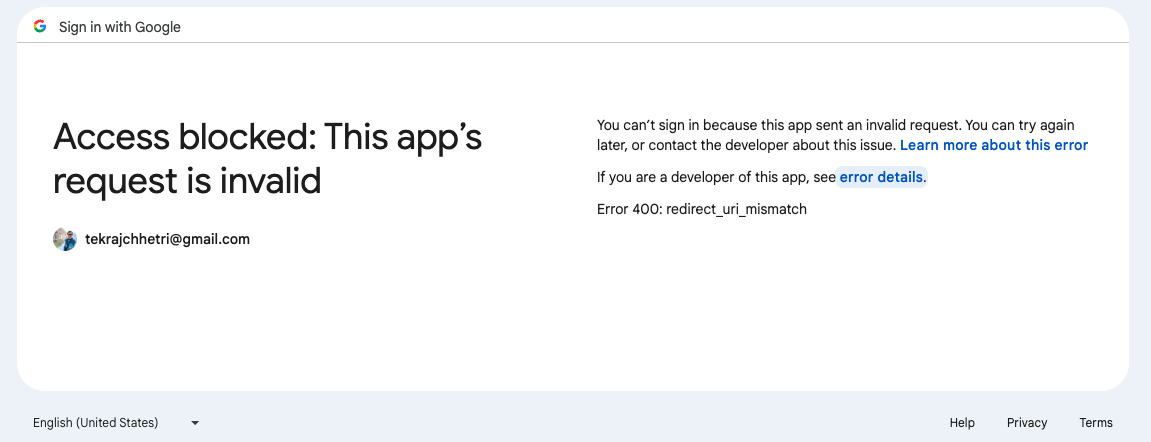 Sign in with Google
Access blocked: This app’s
request is invalid
tekrajchhetri@gmail.com
You can’t sign in because this app sent an invalid request. You can try again
later, or contact the developer about this issue. Learn more about this error
If you are a developer of this app, see error details.
Error 400: redirect_uri_mismatch
English (United States)
Help Privacy Terms